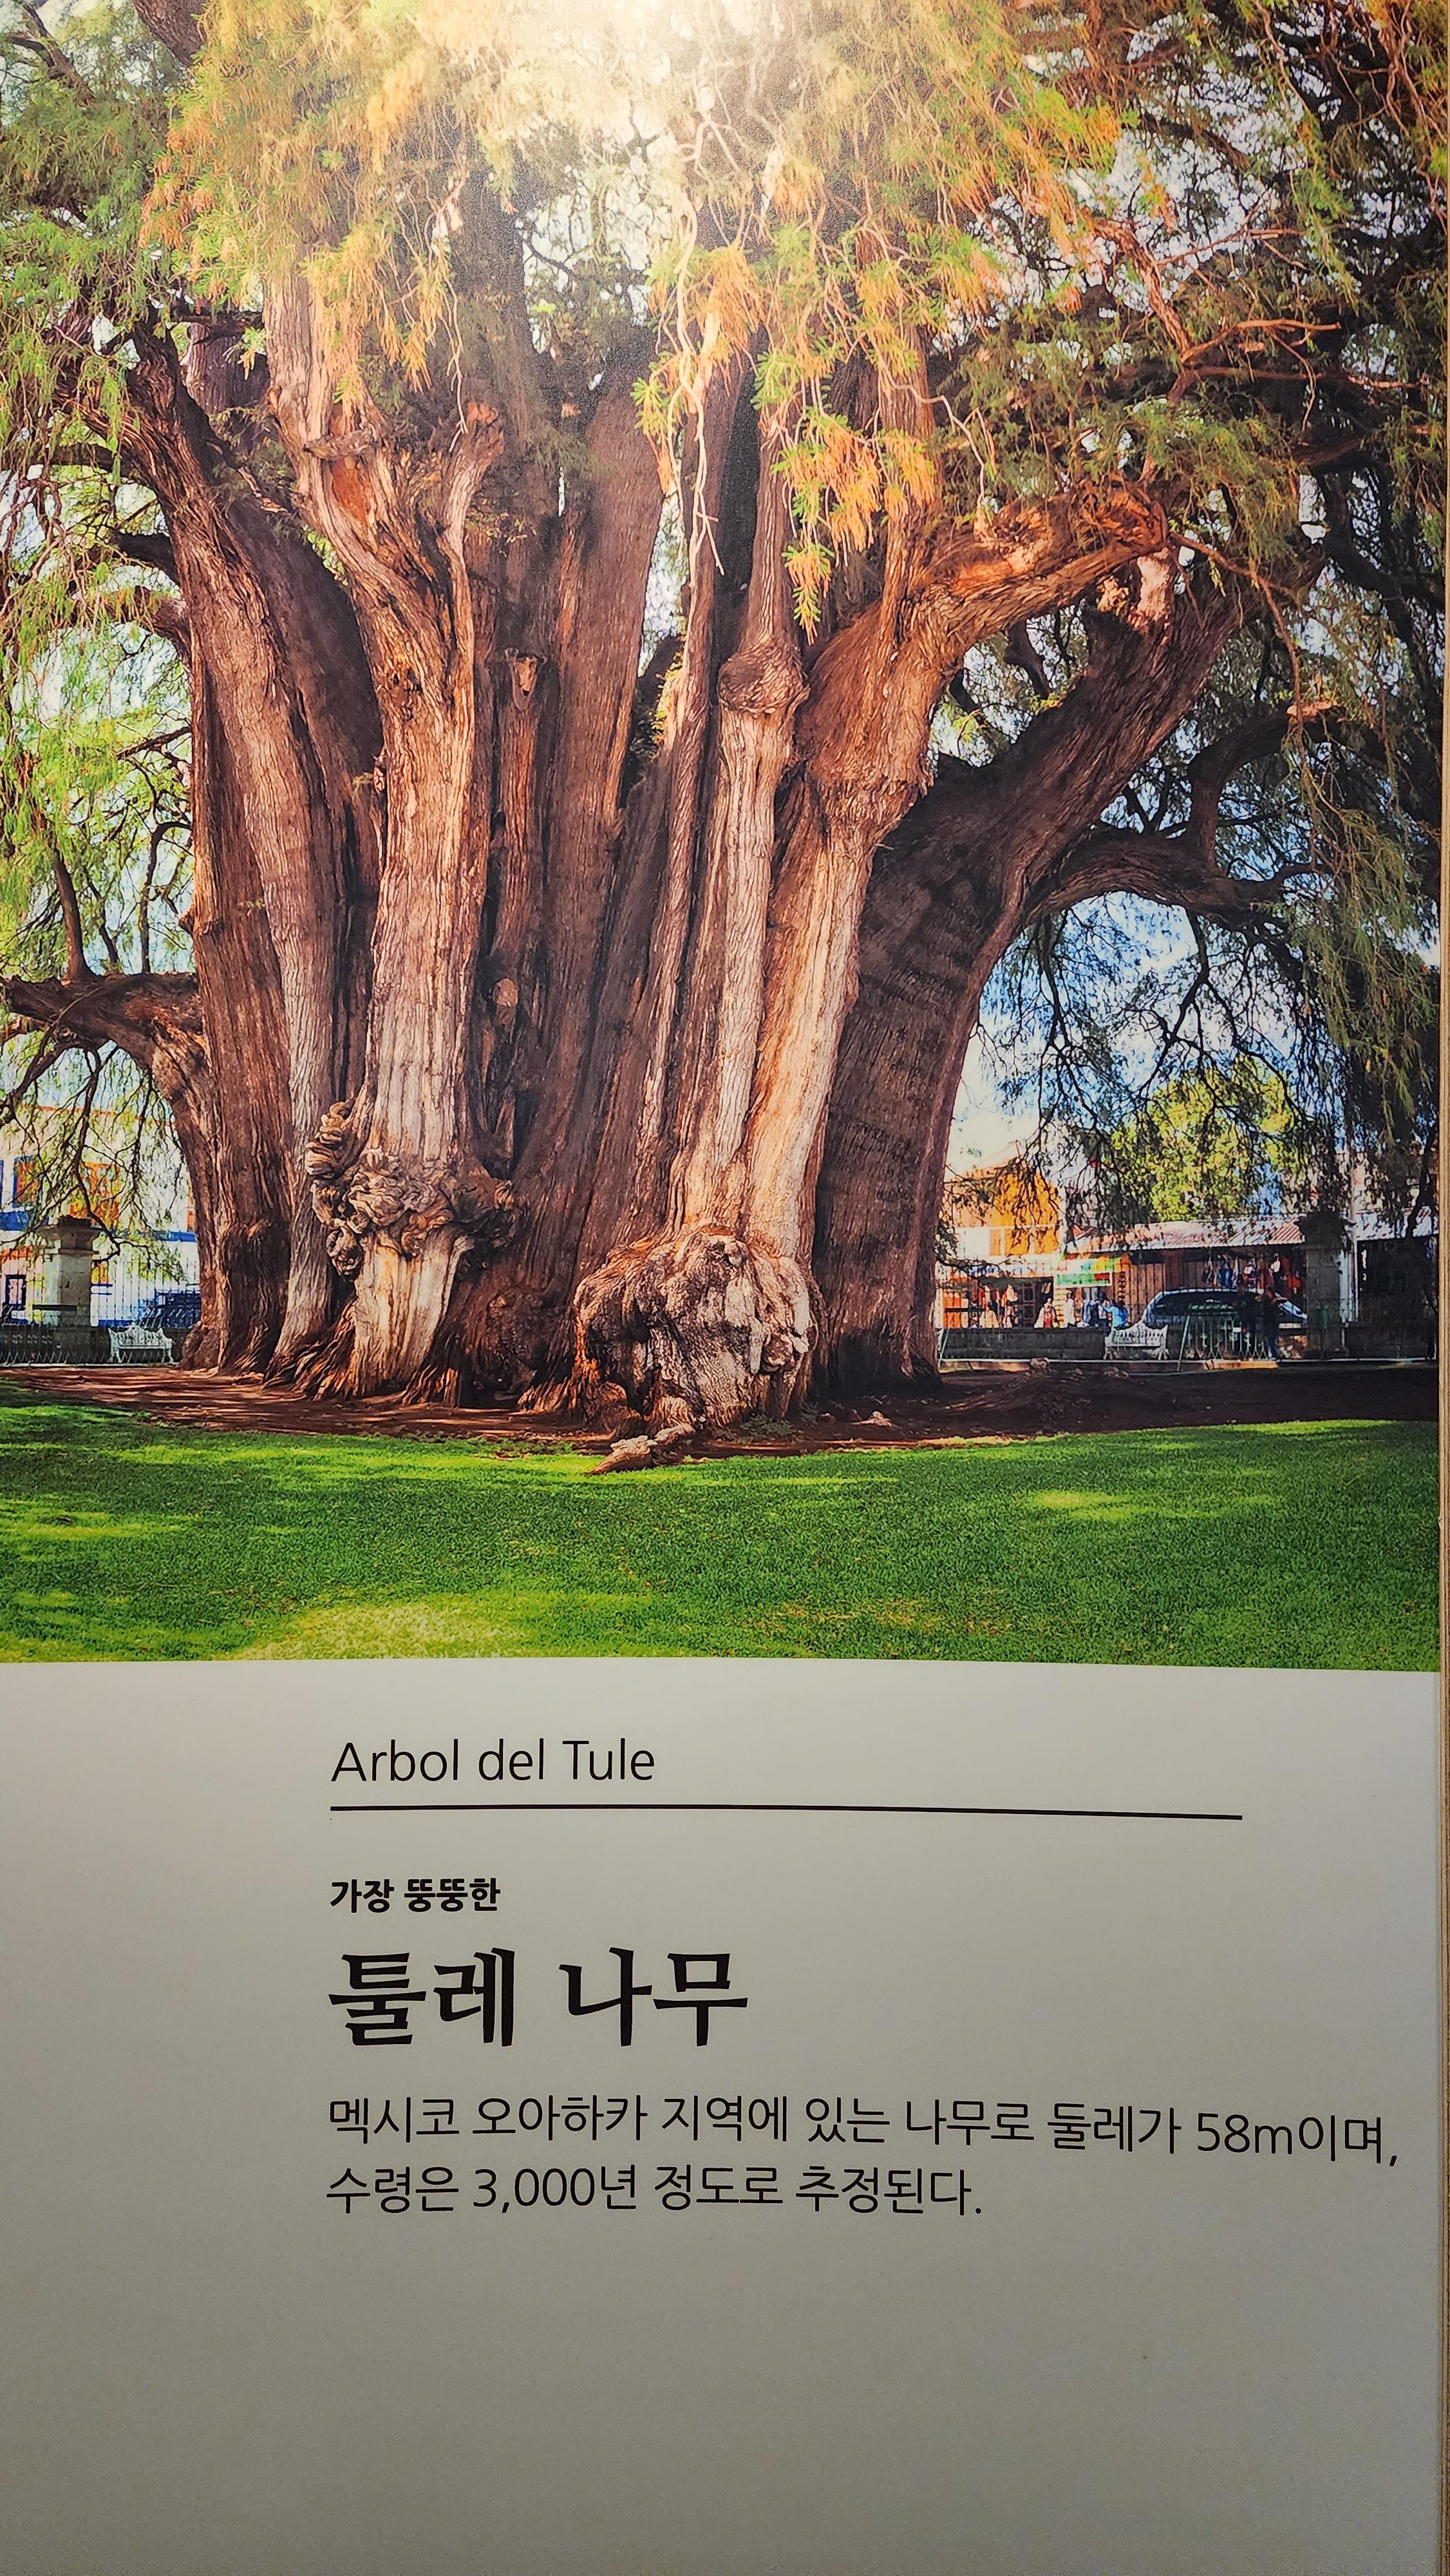 Arbol del Tule
가장 뚱뚱한
툴레 나무
멕시코 오아하카 지역에 있는 나무로 둘레가 58m이며,
수령은 3,000년 정도로 추정된다.